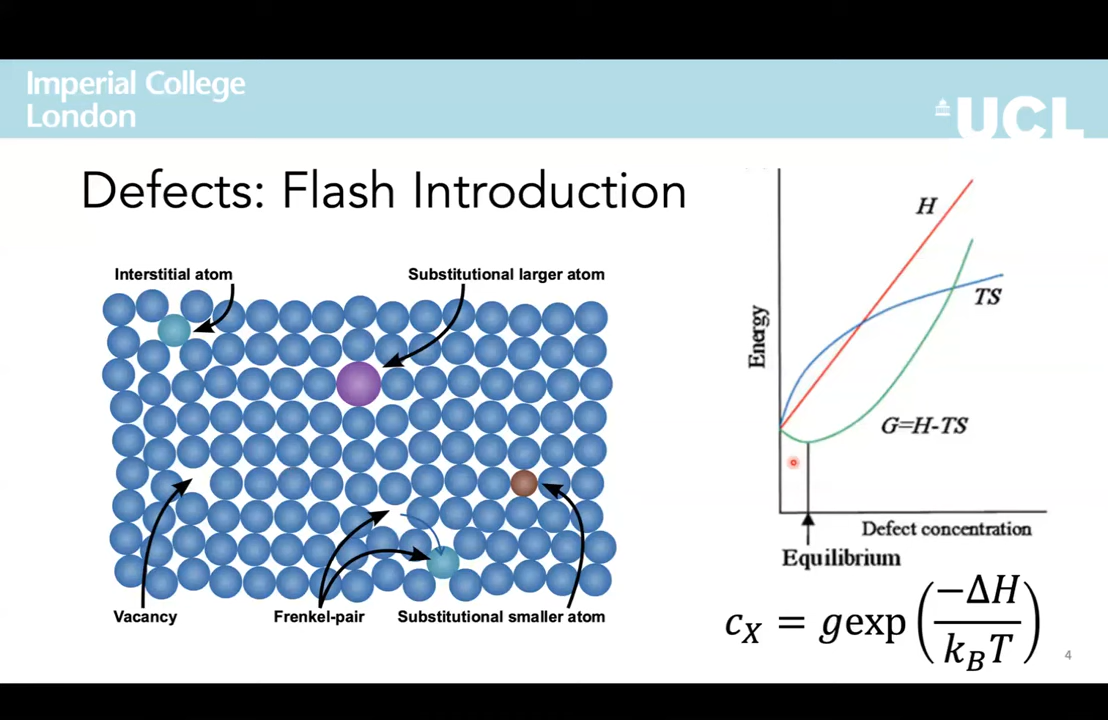 Imperial College
London
UCL
Defects: Flash Introduction
Interstitial atom
Substitutional larger atom
Vacancy
Frenkel-pair
Substitutional smaller atom
H
TS
G=H-TS
Energy
Defect concentration
Equilibrium
c_X = g exp(−ΔH / k_B T)
4